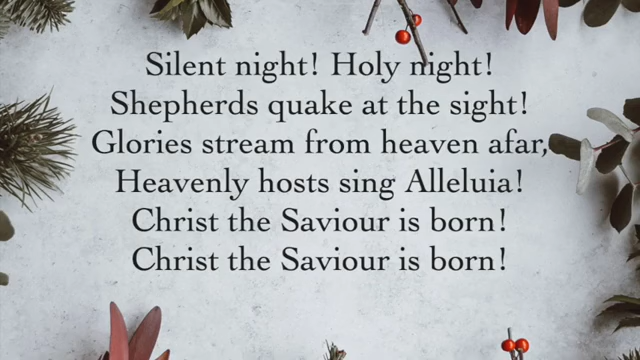 Silent night! Holy night!
Shepherds quake at the sight!
Glories stream from heaven afar,
Heavenly hosts sing Alleluia!
Christ the Saviour is born!
Christ the Saviour is born!